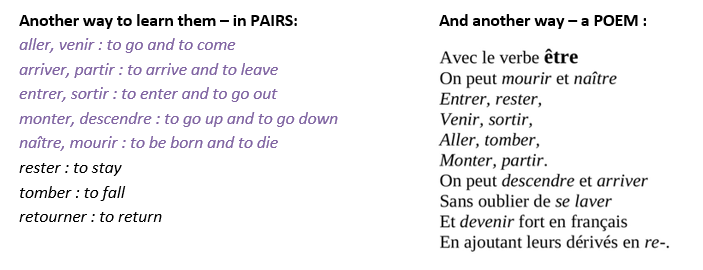 Another way to learn them – in PAIRS:
aller, venir : to go and to come
arriver, partir : to arrive and to leave
entrer, sortir : to enter and to go out
monter, descendre : to go up and to go down
naître, mourir : to be born and to die
rester : to stay
tomber : to fall
retourner : to return
And another way – a POEM :
Avec le verbe être
On peut mourir et naître
Entrer, rester,
Venir, sortir,
Aller, tomber,
Monter, partir.
On peut descendre et arriver
Sans oublier de se laver
Et devenir fort en français
En ajoutant leurs dérivés en re-.